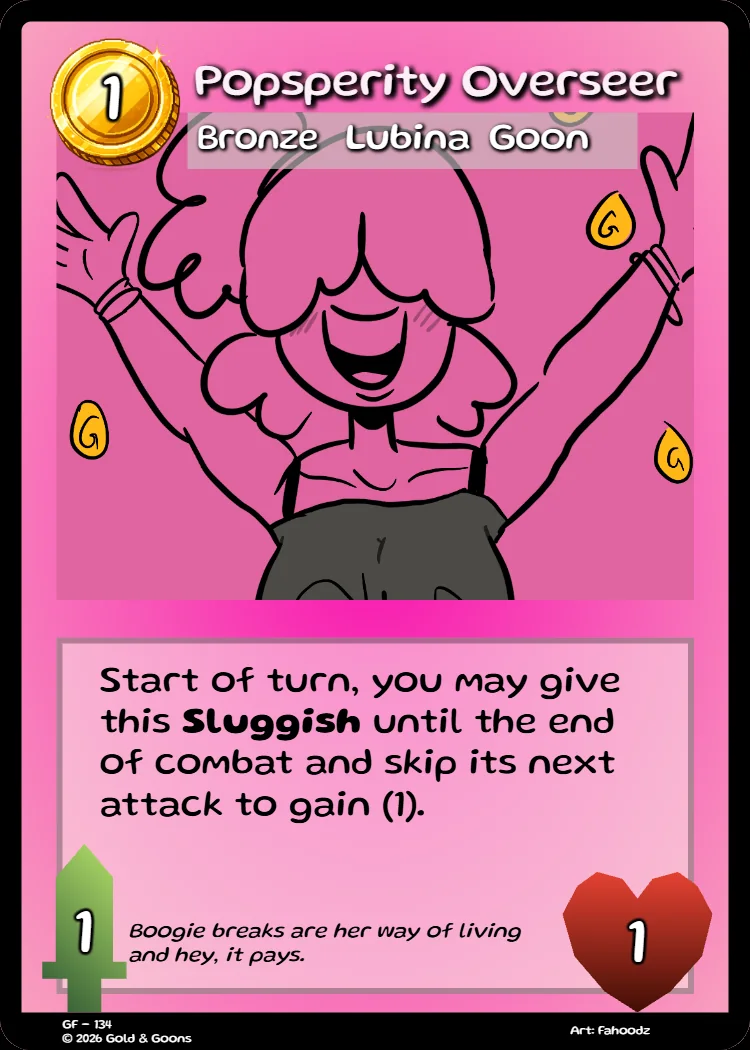 1
Popsperity Overseer
Bronze Lubina Goon
G
G
G
Start of turn, you may give
this Sluggish until the end
of combat and skip its next
attack to gain (1).
1
Boogie breaks are her way of living
and hey, it pays.
1
GF - 134
© 2026 Gold & Goons
Art: Fahoodz